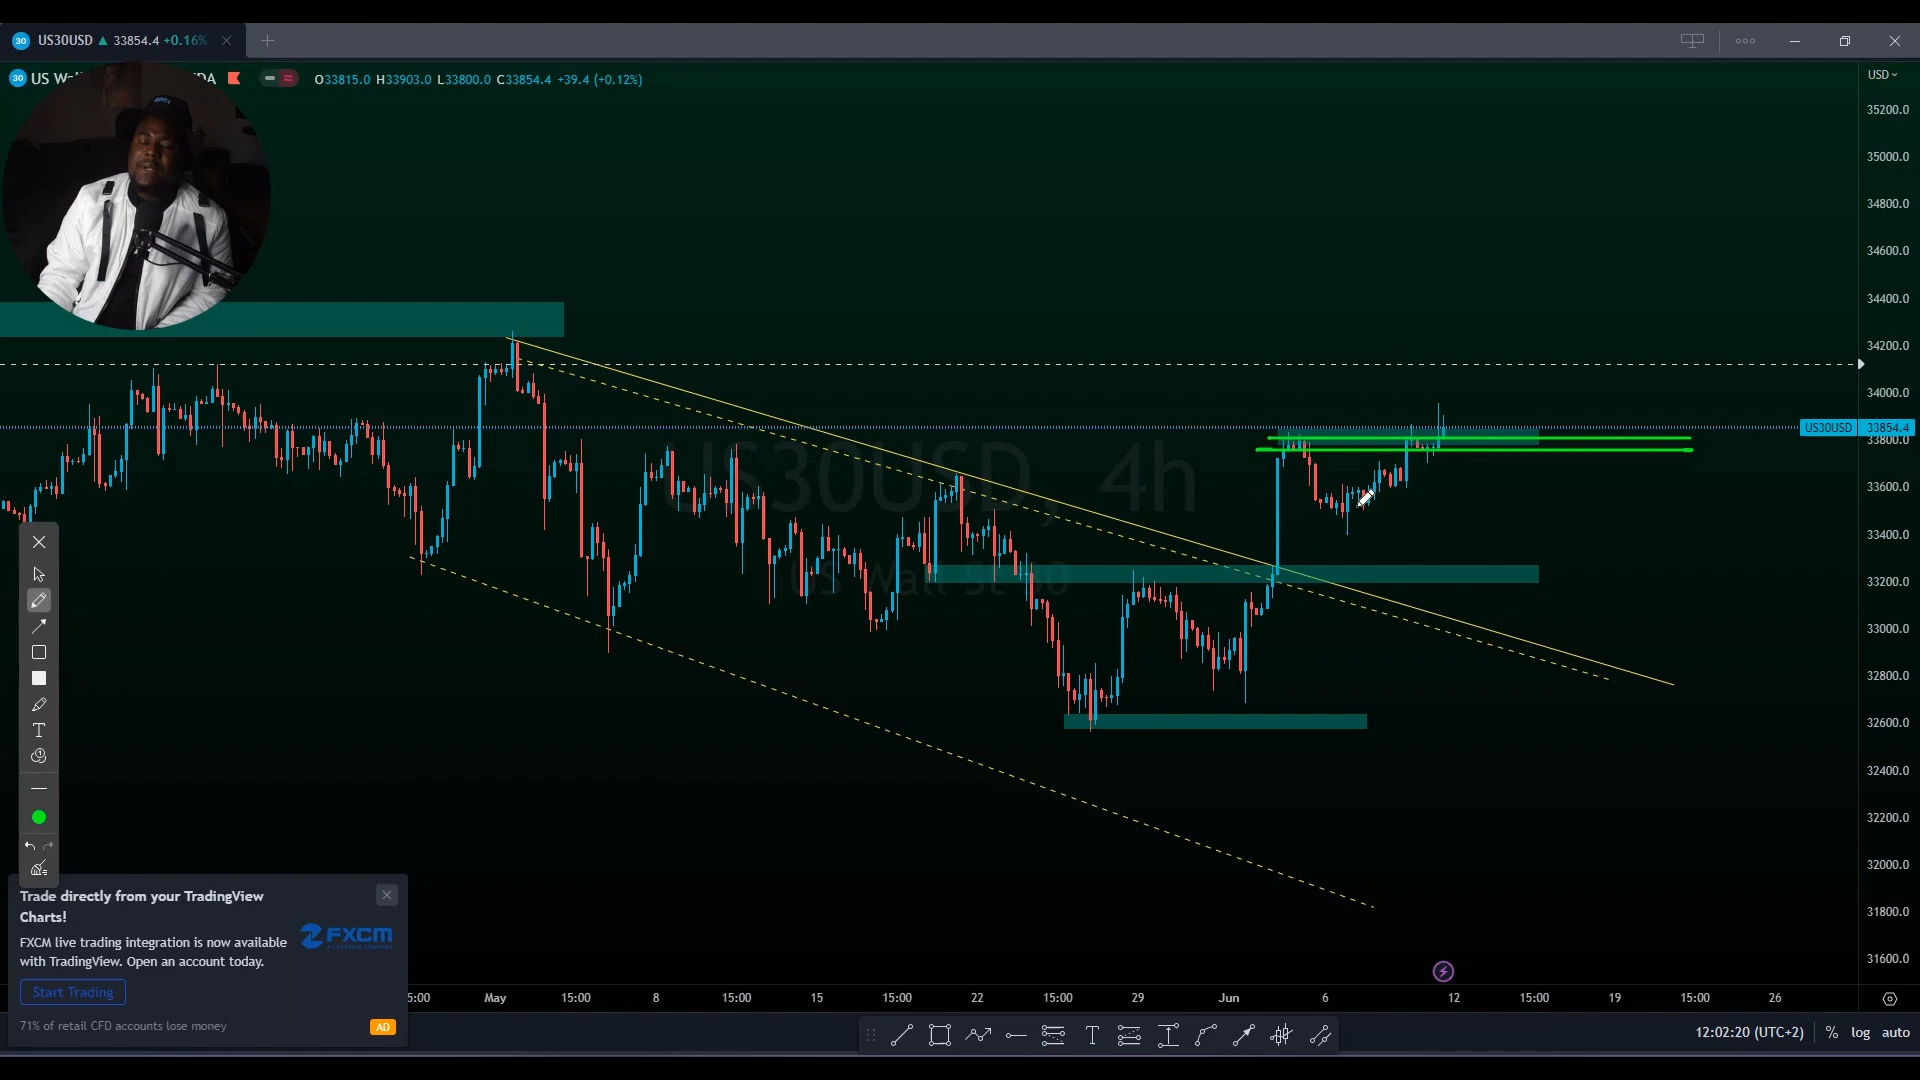 30 US30USD ▲ 33854.4 +0.16%
30 US W DA O33815.0 H33903.0 L33800.0 C33854.4 +39.4 (+0.12%)
USD
35200.0
35000.0
34800.0
34600.0
34400.0
34200.0
34000.0
US30USD 33854.4
33800.0
33600.0
33400.0
33200.0
33000.0
32800.0
32600.0
32400.0
32200.0
32000.0
31800.0
31600.0
US30USD, 4h
US Wall St 30
Trade directly from your TradingView
Charts!
FXCM live trading integration is now available
with TradingView. Open an account today.
FXCM
Start Trading
71% of retail CFD accounts lose money
AD
5:00 May 15:00 8 15:00 15 15:00 22 15:00 29 Jun 6 12 15:00 19 15:00 26
12:02:20 (UTC+2) % log auto